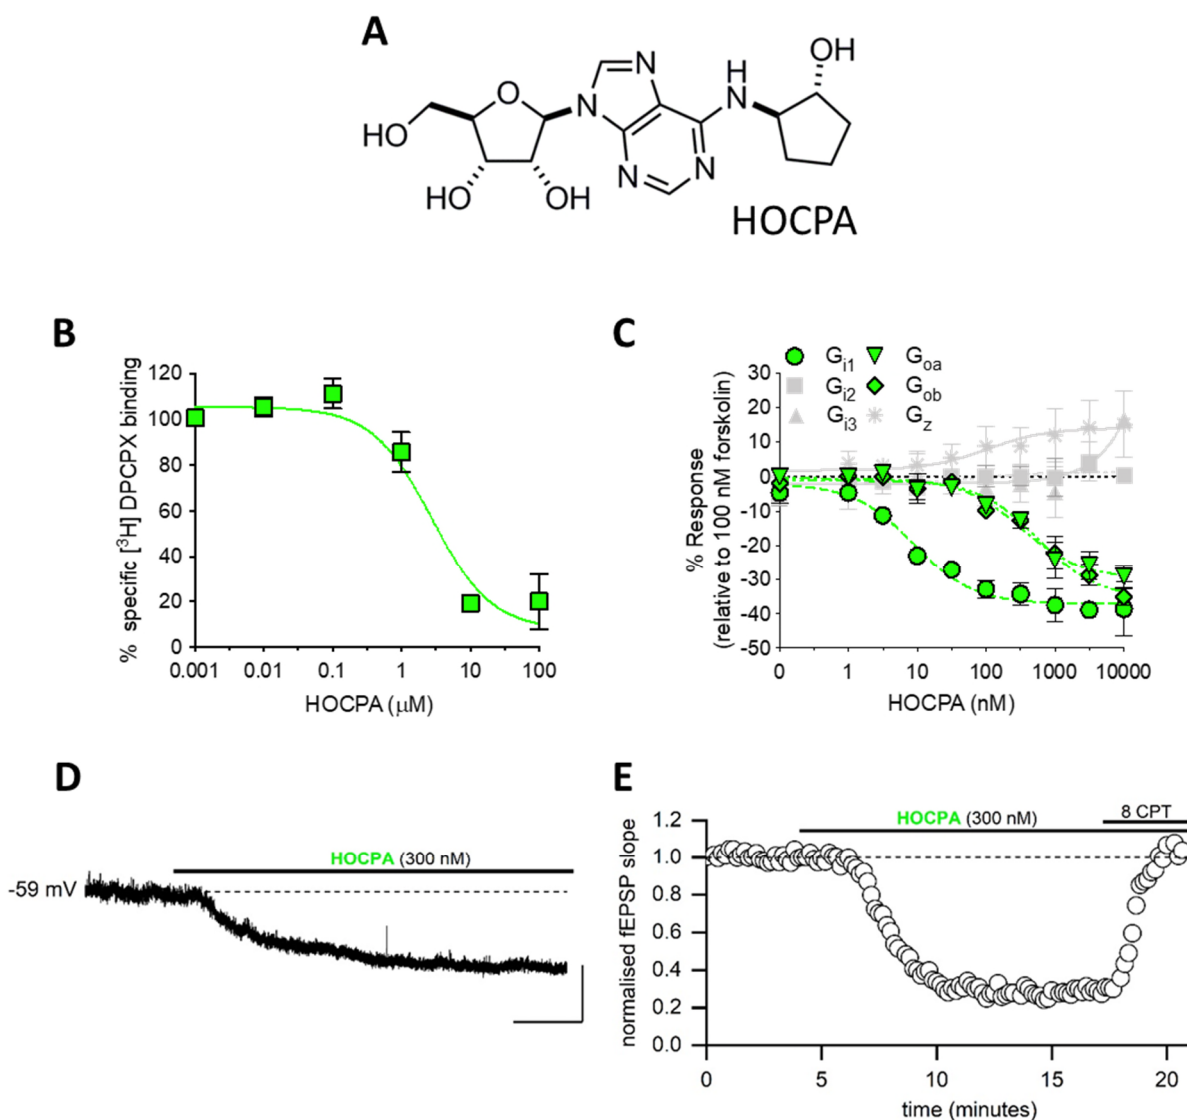 A
OH
H
N
N
O
N
N
N
N
HO
HO
OH
HOCPA
B
120
100
80
60
40
20
0
% specific [³H] DPCPX binding
0.001 0.01 0.1 1 10 100
HOCPA (μM)
C
Gi1 Goa
Gi2 Gob
Gi3 Gz
30
20
10
0
-10
-20
-30
-40
-50
% Response
(relative to 100 nM forskolin)
0 1 10 100 1000 10000
HOCPA (nM)
D
HOCPA (300 nM)
-59 mV
E
8 CPT
HOCPA (300 nM)
1.2
1.0
0.8
0.6
0.4
0.2
0.0
normalised fEPSP slope
0 5 10 15 20
time (minutes)